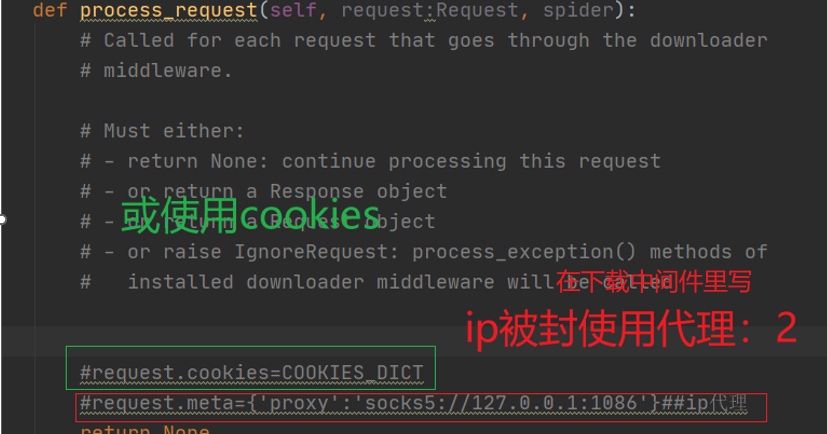 def process_request(self, request:Request, spider):
# Called for each request that goes through the downloader
# middleware.
# Must either:
# - return None: continue processing this request
# - or return a Response object
或使用cookies
# - or return a Request object
# - or raise IgnoreRequest: process_exception() methods of
# installed downloader middleware will be called
在下载中间件里写
ip被封使用代理：2
#request.cookies=COOKIES_DICT
#request.meta={'proxy':'socks5://127.0.0.1:1086'}##ip代理
return None